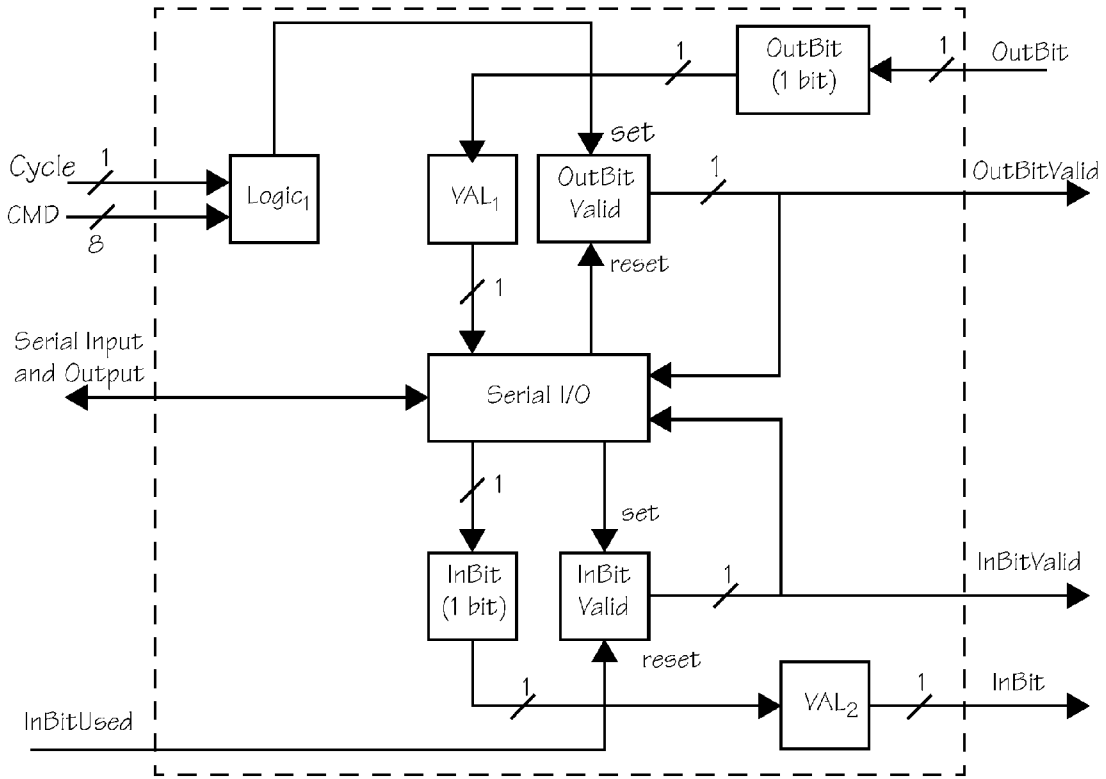 1
OutBit
(1 bit)
1
OutBit
set
Cycle
1
CMD
8
Logic1
VAL1
OutBit
Valid
1
OutBitValid
reset
1
Serial Input
and Output
Serial I/O
1
set
InBit
(1 bit)
InBit
Valid
1
InBitValid
reset
1
VAL2
1
InBit
InBitUsed